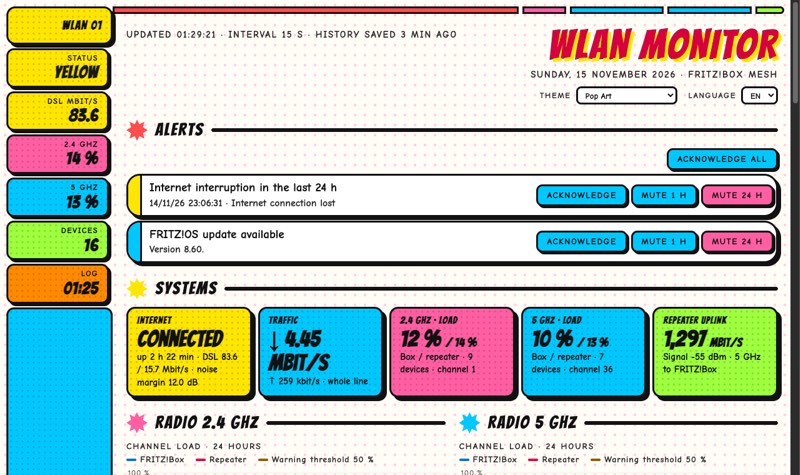 WLAN 01
STATUS
YELLOW
DSL MBIT/S
83.6
2.4 GHZ
14 %
5 GHZ
13 %
DEVICES
16
LOG
01:25
UPDATED 01:29:21 · INTERVAL 15 S · HISTORY SAVED 3 MIN AGO
WLAN MONITOR
SUNDAY, 15 NOVEMBER 2026 · FRITZ!BOX MESH
THEME Pop Art LANGUAGE EN
ALERTS
ACKNOWLEDGE ALL
Internet interruption in the last 24 h
14/11/26 23:06:31 · Internet connection lost
ACKNOWLEDGE MUTE 1 H MUTE 24 H
FRITZ!OS update available
Version 8.60.
ACKNOWLEDGE MUTE 1 H MUTE 24 H
SYSTEMS
INTERNET
CONNECTED
up 2 h 22 min · DSL 83.6
/ 15.7 Mbit/s · noise
margin 12.0 dB
TRAFFIC
↓ 4.45
MBIT/S
↑ 259 kbit/s · whole line
2.4 GHZ · LOAD
12 % / 14 %
Box / repeater · 9
devices · channel 1
5 GHZ · LOAD
10 % / 13 %
Box / repeater · 7
devices · channel 36
REPEATER UPLINK
1,297 MBIT/S
Signal -55 dBm · 5 GHz
to FRITZ!Box
RADIO 2.4 GHZ
CHANNEL LOAD · 24 HOURS
FRITZ!Box Repeater Warning threshold 50 %
100 %
RADIO 5 GHZ
CHANNEL LOAD · 24 HOURS
FRITZ!Box Repeater Warning threshold 50 %
100 %